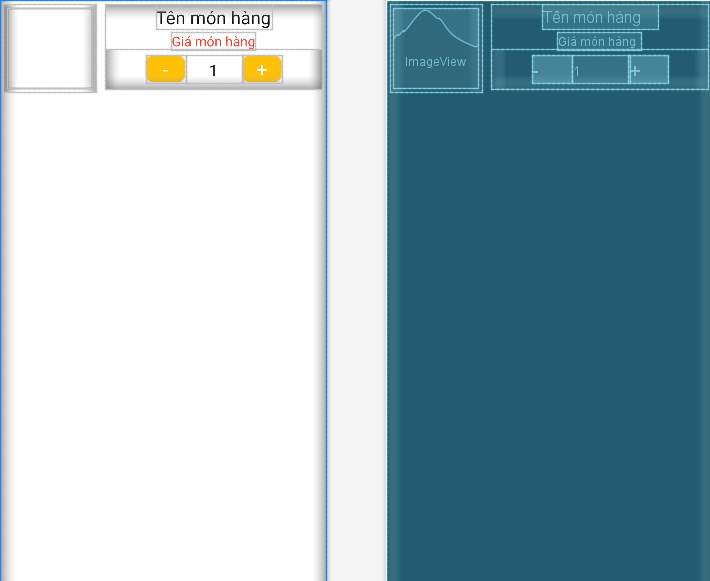 Tên món hàng
Giá món hàng
- 1 +
Tên món hàng
Giá món hàng
ImageView
- 1 +